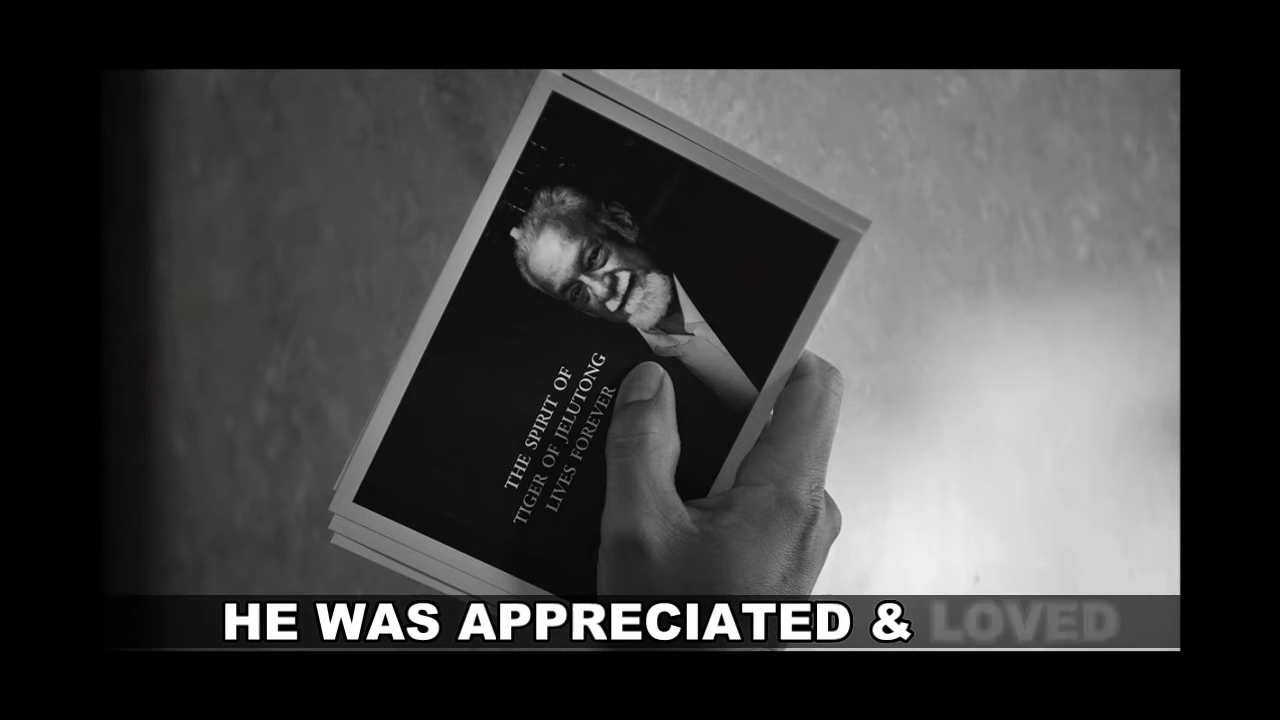 THE SPIRIT OF
TIGER OF JELUTONG
LIVES FOREVER
HE WAS APPRECIATED & LOVED